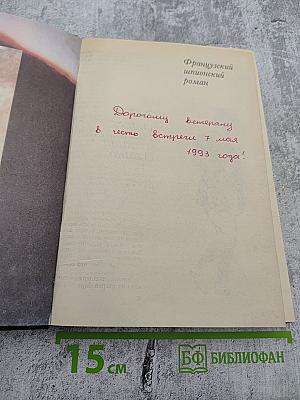 Французский
шпионский
роман
Дорогому ветерану
в честь встречи 7 мая
1993 года!
15 см
БФ БИБЛИОФАН